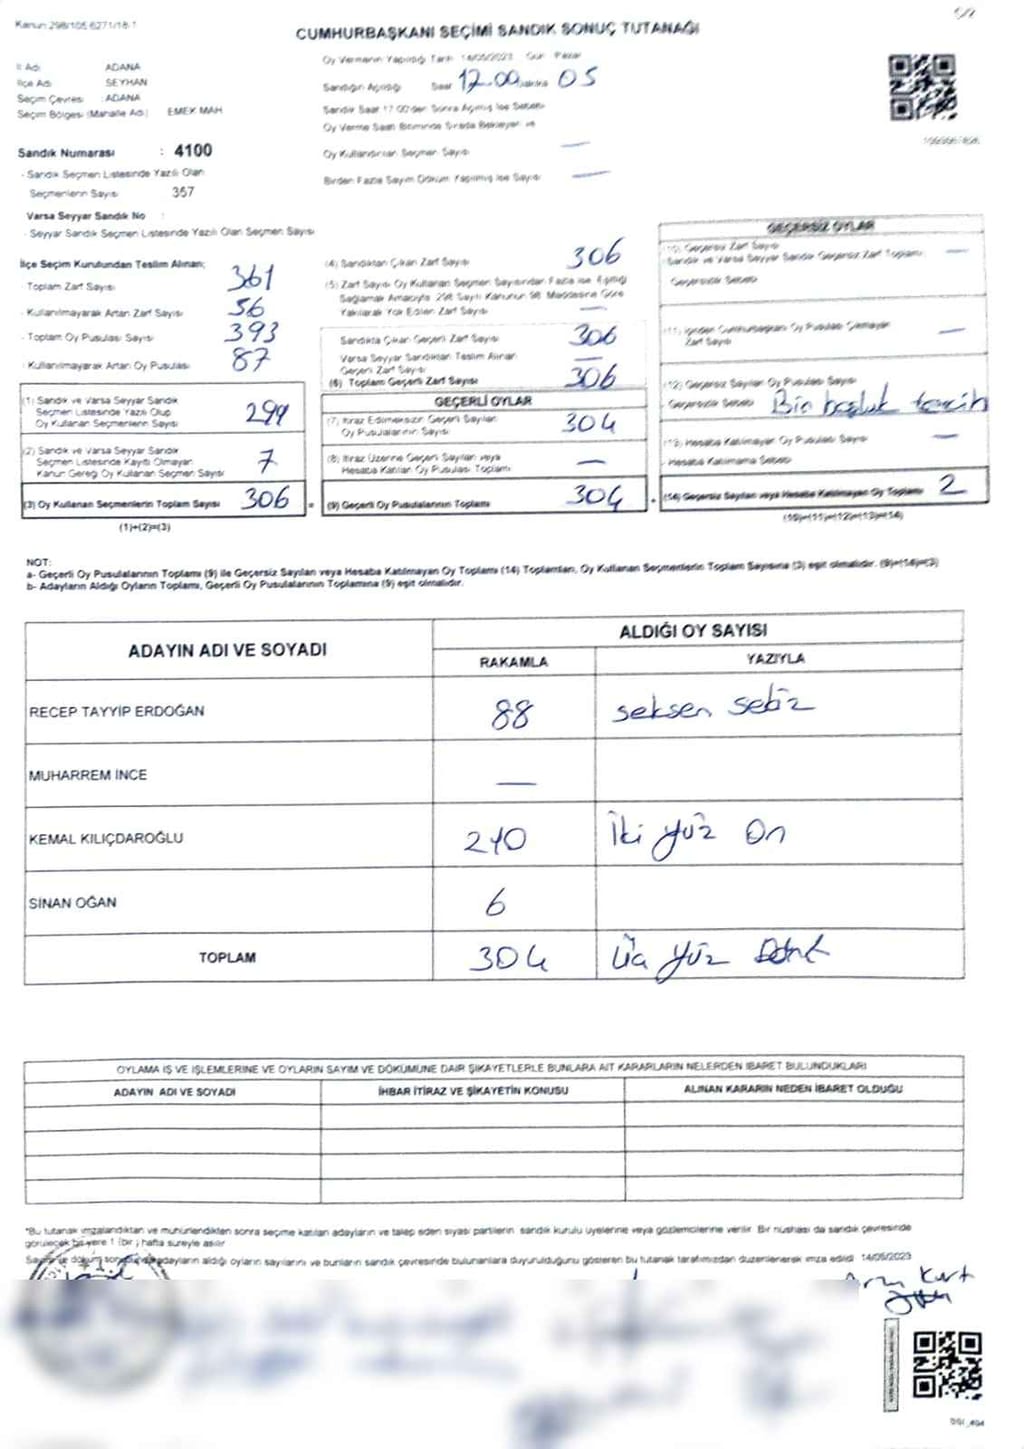 Kanun 298/105 6271/18-1
CUMHURBAŞKANI SEÇİMİ SANDIK SONUÇ TUTANAĞI
İl Adı ADANA
İlçe Adı SEYHAN
Seçim Çevresi : ADANA
Seçim Bölgesi (Mahalle Adı) EMEK MAH
Sandık Numarası : 4100
- Sandık Seçmen Listesinde Yazılı Olan
Seçmenlerin Sayısı 357
Varsa Seyyar Sandık No :
- Seyyar Sandık Seçmen Listesinde Yazılı Olan Seçmen Sayısı
Oy Vermenin Yapıldığı Tarih 14/05/2023 Gün Pazar
Sandığın Açıldığı Saat 17.00 dakika 05
Sandık Saat 17:00'den Sonra Açılmış İse Sebebi
Oy Verme Saati Bitiminde Sırada Bekleyen ve
Oy Kullandırılan Seçmen Sayısı —
Birden Fazla Sayım Döküm Yapılmış İse Sayısı —
İlçe Seçim Kurulundan Teslim Alınan;
- Toplam Zarf Sayısı 361
- Kullanılmayarak Artan Zarf Sayısı 56
- Toplam Oy Pusulası Sayısı 393
- Kullanılmayarak Artan Oy Pusulası 87
(1) Sandık ve Varsa Seyyar Sandık
Seçmen Listesinde Yazılı Olup
Oy Kullanan Seçmenlerin Sayısı 299
(2) Sandık ve Varsa Seyyar Sandık
Seçmen Listesinde Kayıtlı Olmayan
Kanun Gereği Oy Kullanan Seçmen Sayısı 7
(3) Oy Kullanan Seçmenlerin Toplam Sayısı 306
(1)+(2)=(3)
(4) Sandıktan Çıkan Zarf Sayısı 306
(5) Zarf Sayısı Oy Kullanan Seçmen Sayısından Fazla ise Eşitliği
Sağlamak Amacıyla 298 Sayılı Kanunun 98. Maddesine Göre
Yakılarak Yok Edilen Zarf Sayısı —
Sandıkta Çıkan Geçerli Zarf Sayısı 306
Varsa Seyyar Sandıktan Teslim Alınan
Geçerli Zarf Sayısı —
(6) Toplam Geçerli Zarf Sayısı 306
GEÇERLİ OYLAR
(7) İtiraz Edilmeksizin Geçerli Sayılan
Oy Pusulalarının Sayısı 304
(8) İtiraz Üzerine Geçerli Sayılan veya
Hesaba Katılan Oy Pusulası Toplamı —
(9) Geçerli Oy Pusulalarının Toplamı 304
GEÇERSİZ OYLAR
(10) Geçersiz Zarf Sayısı
- Sandık ve Varsa Seyyar Sandık Geçersiz Zarf Toplamı —
Geçersizlik Sebebi
(11) İçinden Cumhurbaşkanı Oy Pusulası Çıkmayan
Zarf Sayısı —
(12) Geçersiz Sayılan Oy Pusulası Sayısı
- Geçersizlik Sebebi
(13) Hesaba Katılmayan Oy Pusulası Sayısı —
- Hesaba Katılmama Sebebi
(14) Geçersiz Sayılan veya Hesaba Katılmayan Oy Toplamı 2
(10)+(11)+(12)+(13)=(14)
NOT:
a- Geçerli Oy Pusulalarının Toplamı (9) ile Geçersiz Sayılan veya Hesaba Katılmayan Oy Toplamı (14) Toplamları, Oy Kullanan Seçmenlerin Toplam Sayısına (3) eşit olmalıdır. (9)+(14)=(3)
b- Adayların Aldığı Oyların Toplamı, Geçerli Oy Pusulalarının Toplamına (9) eşit olmalıdır.
ADAYIN ADI VE SOYADI
ALDIĞI OY SAYISI
RAKAMLA YAZIYLA
RECEP TAYYİP ERDOĞAN 88 seksen sekiz
MUHARREM İNCE —
KEMAL KILIÇDAROĞLU 210 İki yüz On
SİNAN OĞAN 6
TOPLAM 304 Üç yüz Dört
OYLAMA İŞ VE İŞLEMLERİNE VE OYLARIN SAYIM VE DÖKÜMÜNE DAİR ŞİKAYETLERLE BUNLARA AİT KARARLARIN NELERDEN İBARET BULUNDUKLARI
ADAYIN ADI VE SOYADI İHBAR İTİRAZ VE ŞİKAYETİN KONUSU ALINAN KARARIN NEDEN İBARET OLDUĞU
*Bu tutanak imzalandıktan ve mühürlendikten sonra seçime katılan adayların ve talep eden siyasi partilerin sandık kurulu üyelerine veya gözlemcilerine verilir. Bir nüshası da sandık çevresinde
görülecek bir yere 1 (bir) hafta süreyle asılır
Sayım ve döküm sonucunda adayların aldığı oyların sayılarını ve bunların sandık çevresinde bulunanlara duyurulduğunu gösteren bu tutanak tarafımızdan düzenlenerek imza edildi 14/05/2023
Kurt